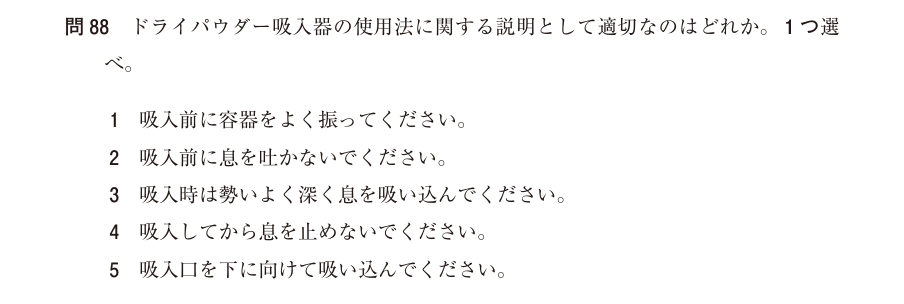 問88 ドライパウダー吸入器の使用法に関する説明として適切なのはどれか。1つ選
べ。
1 吸入前に容器をよく振ってください。
2 吸入前に息を吐かないでください。
3 吸入時は勢いよく深く息を吸い込んでください。
4 吸入してから息を止めないでください。
5 吸入口を下に向けて吸い込んでください。